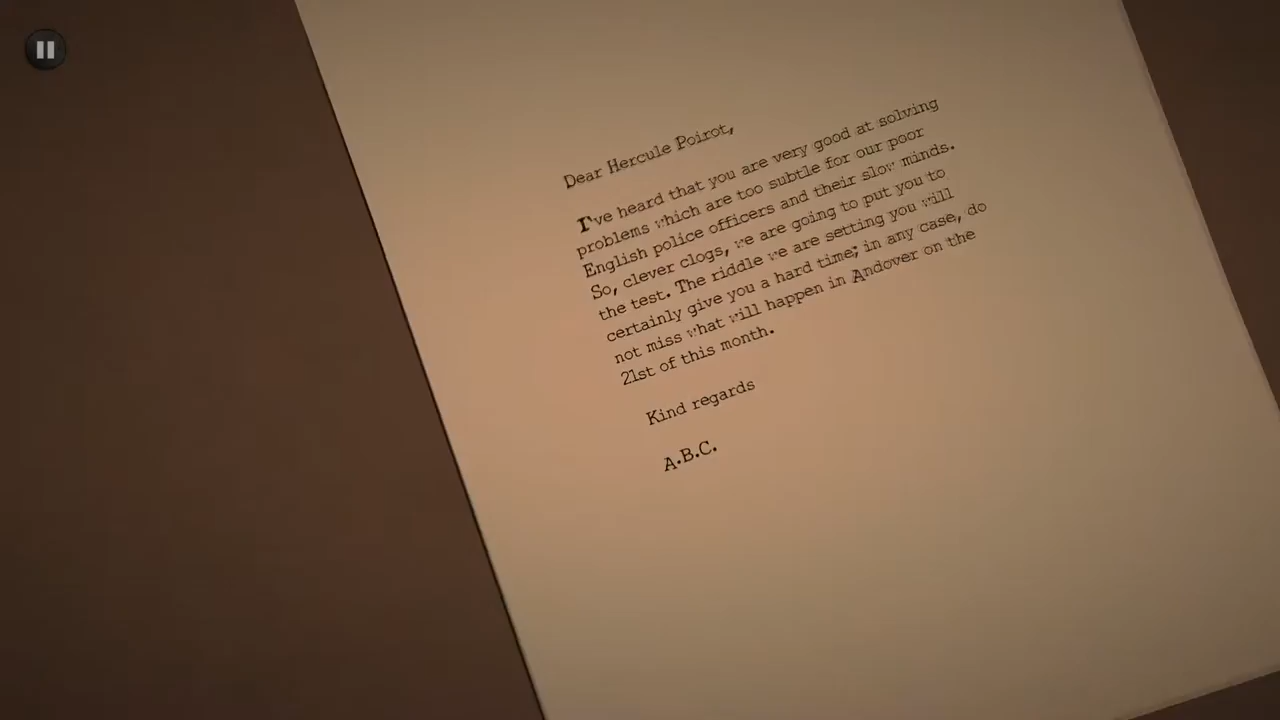 Dear Hercule Poirot,
I've heard that you are very good at solving
problems which are too subtle for our poor
English police officers and their slow minds.
So, clever clogs, we are going to put you to
the test. The riddle we are setting you will
certainly give you a hard time; in any case, do
not miss what will happen in Andover on the
21st of this month.
Kind regards
A.B.C.